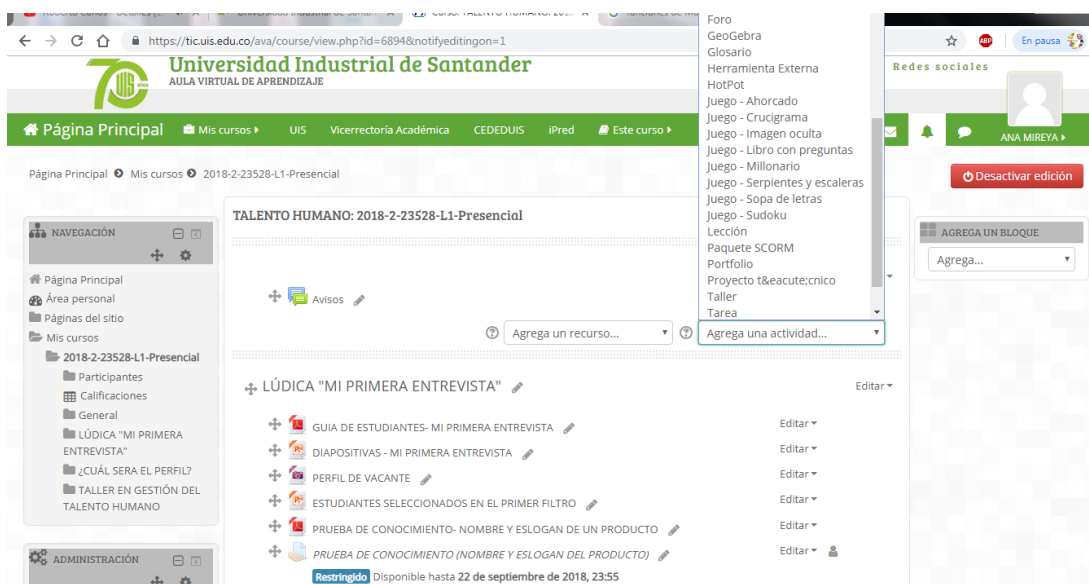 https://tic.uis.edu.co/ava/course/view.php?id=6894&notifyeditingon=1
ABP
En pausa
70 UIS años
Universidad Industrial de Santander
AULA VIRTUAL DE APRENDIZAJE
Redes sociales
Página Principal
Mis cursos
UIS
Vicerrectoría Académica
CEDEDUIS
iPred
Este curso
ANA MIREYA
Página Principal Mis cursos 2018-2-23528-L1-Presencial
Desactivar edición
NAVEGACIÓN
Página Principal
Área personal
Páginas del sitio
Mis cursos
2018-2-23528-L1-Presencial
Participantes
Calificaciones
General
LÚDICA "MI PRIMERA
ENTREVISTA"
¿CUÁL SERA EL PERFIL?
TALLER EN GESTIÓN DEL
TALENTO HUMANO
ADMINISTRACIÓN
TALENTO HUMANO: 2018-2-23528-L1-Presencial
Avisos
Agrega un recurso...
Foro
GeoGebra
Glosario
Herramienta Externa
HotPot
Juego - Ahorcado
Juego - Crucigrama
Juego - Imagen oculta
Juego - Libro con preguntas
Juego - Millonario
Juego - Serpientes y escaleras
Juego - Sopa de letras
Juego - Sudoku
Lección
Paquete SCORM
Portfolio
Proyecto t&eacute;cnico
Taller
Tarea
Agrega una actividad...
LÚDICA "MI PRIMERA ENTREVISTA"
Editar
GUIA DE ESTUDIANTES- MI PRIMERA ENTREVISTA
Editar
DIAPOSITIVAS - MI PRIMERA ENTREVISTA
Editar
PERFIL DE VACANTE
Editar
ESTUDIANTES SELECCIONADOS EN EL PRIMER FILTRO
Editar
PRUEBA DE CONOCIMIENTO- NOMBRE Y ESLOGAN DE UN PRODUCTO
Editar
PRUEBA DE CONOCIMIENTO (NOMBRE Y ESLOGAN DEL PRODUCTO)
Editar
Restringido Disponible hasta 22 de septiembre de 2018, 23:55
AGREGA UN BLOQUE
Agrega...